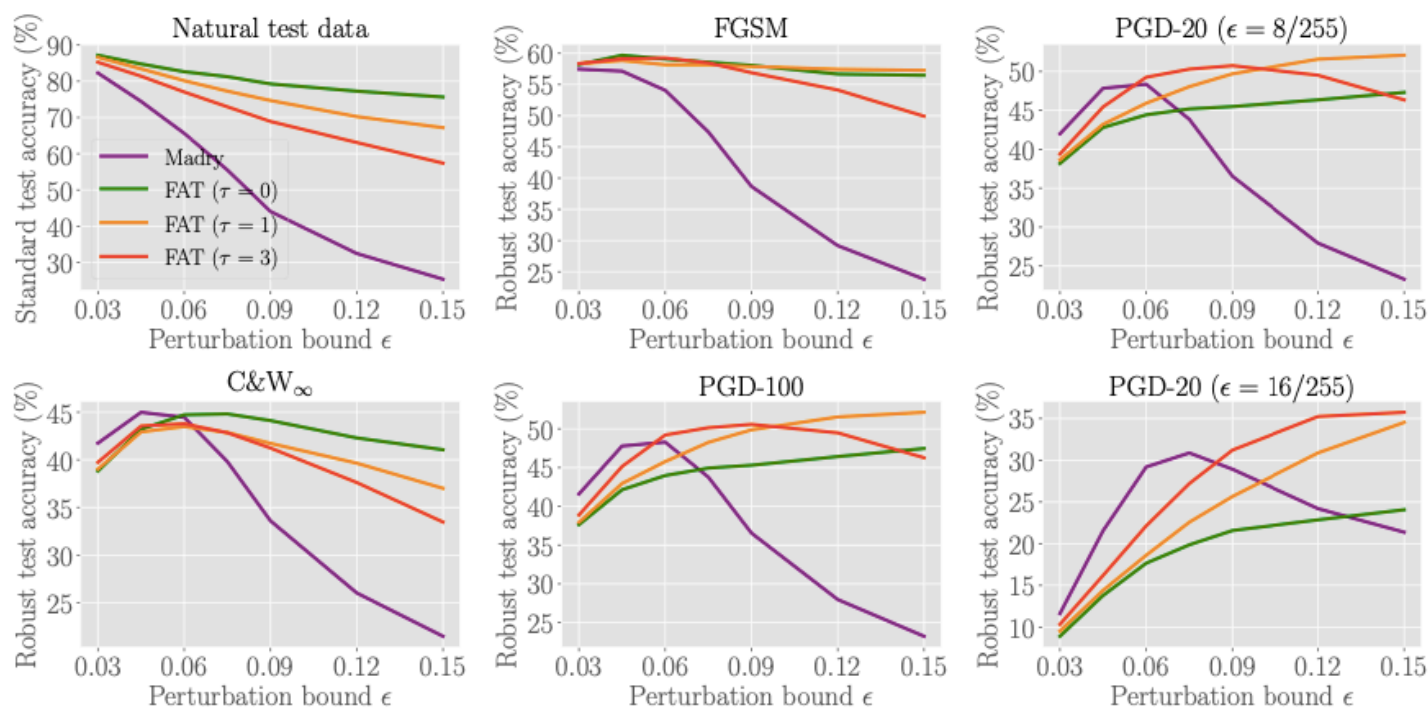 Natural test data
Standard test accuracy (%)
90
80
70
60
50
40
30
Madry
FAT (τ = 0)
FAT (τ = 1)
FAT (τ = 3)
0.03 0.06 0.09 0.12 0.15
Perturbation bound ϵ
FGSM
Robust test accuracy (%)
60
55
50
45
40
35
30
25
0.03 0.06 0.09 0.12 0.15
Perturbation bound ϵ
PGD-20 (ϵ = 8/255)
Robust test accuracy (%)
50
45
40
35
30
25
0.03 0.06 0.09 0.12 0.15
Perturbation bound ϵ
C&W∞
Robust test accuracy (%)
45
40
35
30
25
0.03 0.06 0.09 0.12 0.15
Perturbation bound ϵ
PGD-100
Robust test accuracy (%)
50
45
40
35
30
25
0.03 0.06 0.09 0.12 0.15
Perturbation bound ϵ
PGD-20 (ϵ = 16/255)
Robust test accuracy (%)
35
30
25
20
15
10
0.03 0.06 0.09 0.12 0.15
Perturbation bound ϵ